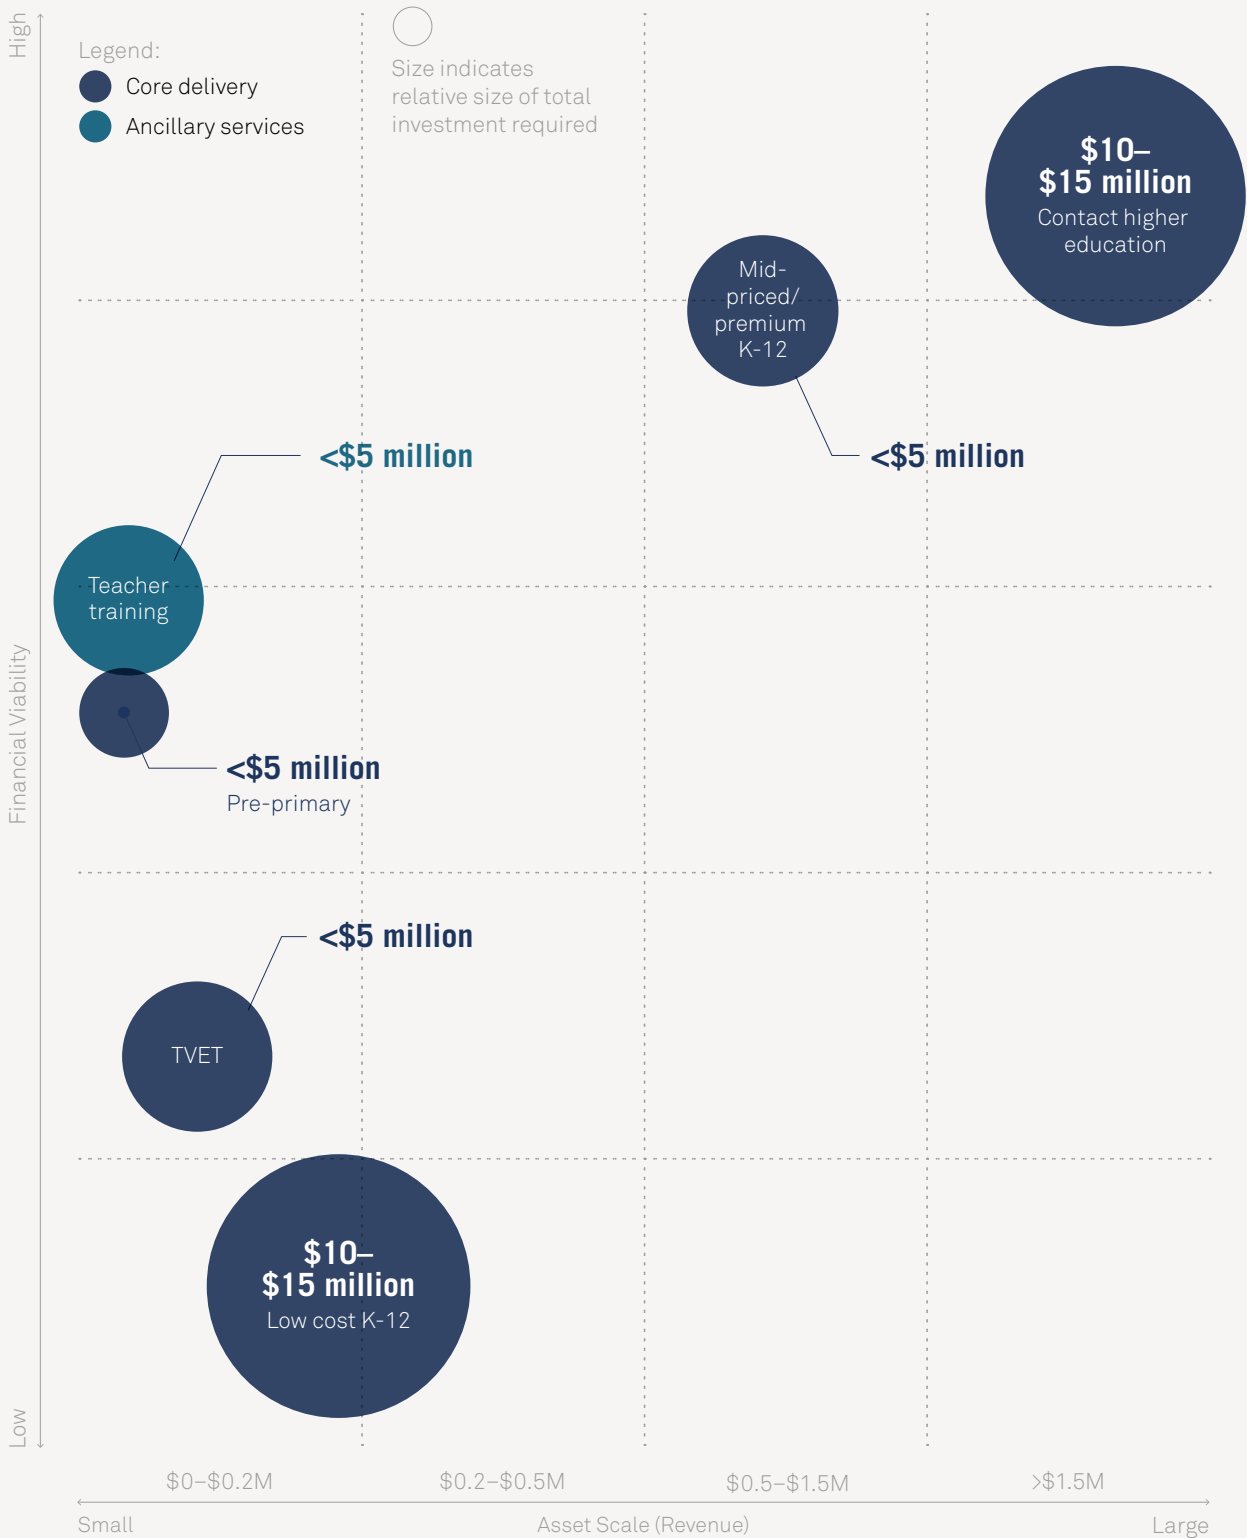 High
Legend:
Core delivery
Ancillary services
Size indicates
relative size of total
investment required
$10–
$15 million
Contact higher
education
Mid-
priced/
premium
K-12
<$5 million
<$5 million
Teacher
training
Financial Viability
<$5 million
Pre-primary
<$5 million
TVET
$10–
$15 million
Low cost K-12
Low
$0–$0.2M
$0.2–$0.5M
$0.5–$1.5M
>$1.5M
Small
Asset Scale (Revenue)
Large